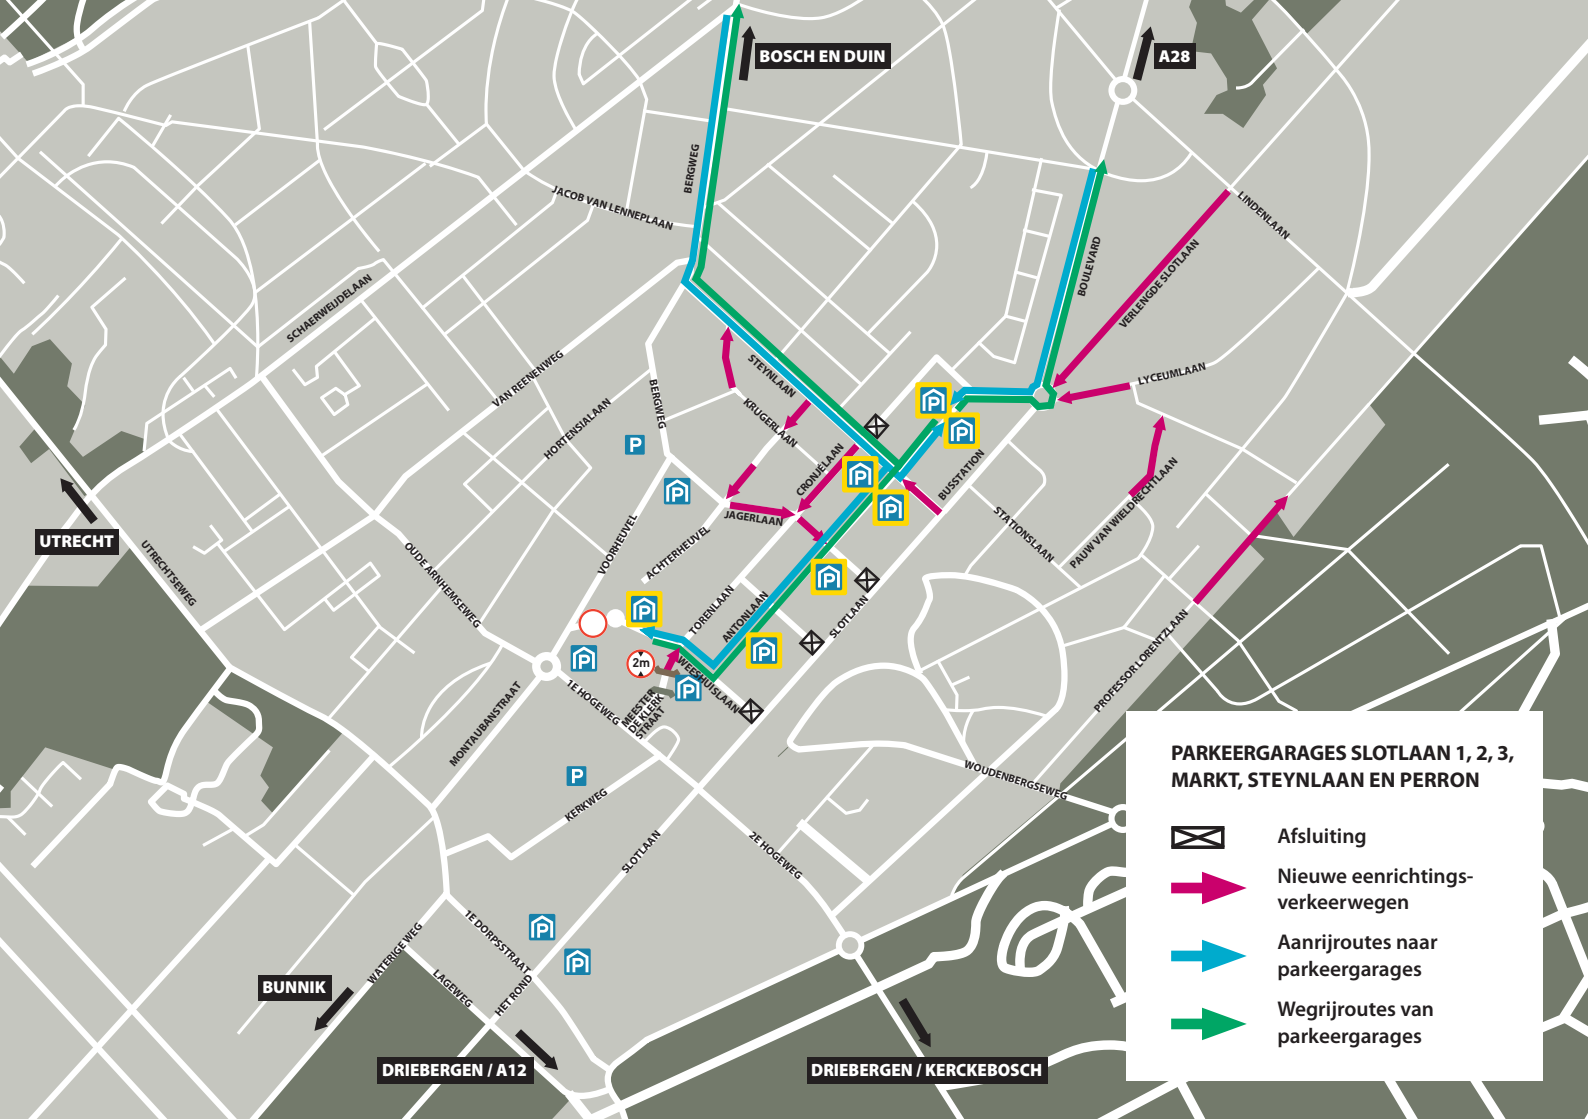 BOSCH EN DUIN
A28
BERGWEG
JACOB VAN LENNEPLAAN
LINDENLAAN
BOULEVARD
VERLENGDE SLOTLAAN
SCHAERWEIJDELAAN
VAN REENENWEG
STEYNLAAN
LYCEUMLAAN
BERGWEG
HORTENSIALAAN
KRUGERLAAN
P
P
P
P
CRONJÉLAAN
BUSSTATION
P
P
P
JAGERLAAN
UTRECHT
UTRECHTSEWEG
OUDE ARNHEMSEWEG
VOORHEUVEL
ACHTERHEUVEL
STATIONSLAAN
PAUW VAN WIELDRECHTLAAN
P
P
TORENLAAN
ANTONLAAN
SLOTLAAN
PROFESSOR LORENTZLAAN
P
P
2m
P
WEESHUISLAAN
MONTAUBANSTRAAT
1E HOGEWEG
MEESTER
DE KLERK
STRAAT
WOUDENBERGSEWEG
P
KERKWEG
SLOTLAAN
2E HOGEWEG
P
P
1E DORPSSTRAAT
WATERIGE WEG
LAGEWEG
HET ROND
BUNNIK
DRIEBERGEN / A12
DRIEBERGEN / KERCKEBOSCH
PARKEERGARAGES SLOTLAAN 1, 2, 3,
MARKT, STEYNLAAN EN PERRON
Afsluiting
Nieuwe eenrichtings-
verkeerwegen
Aanrijroutes naar
parkeergarages
Wegrijroutes van
parkeergarages